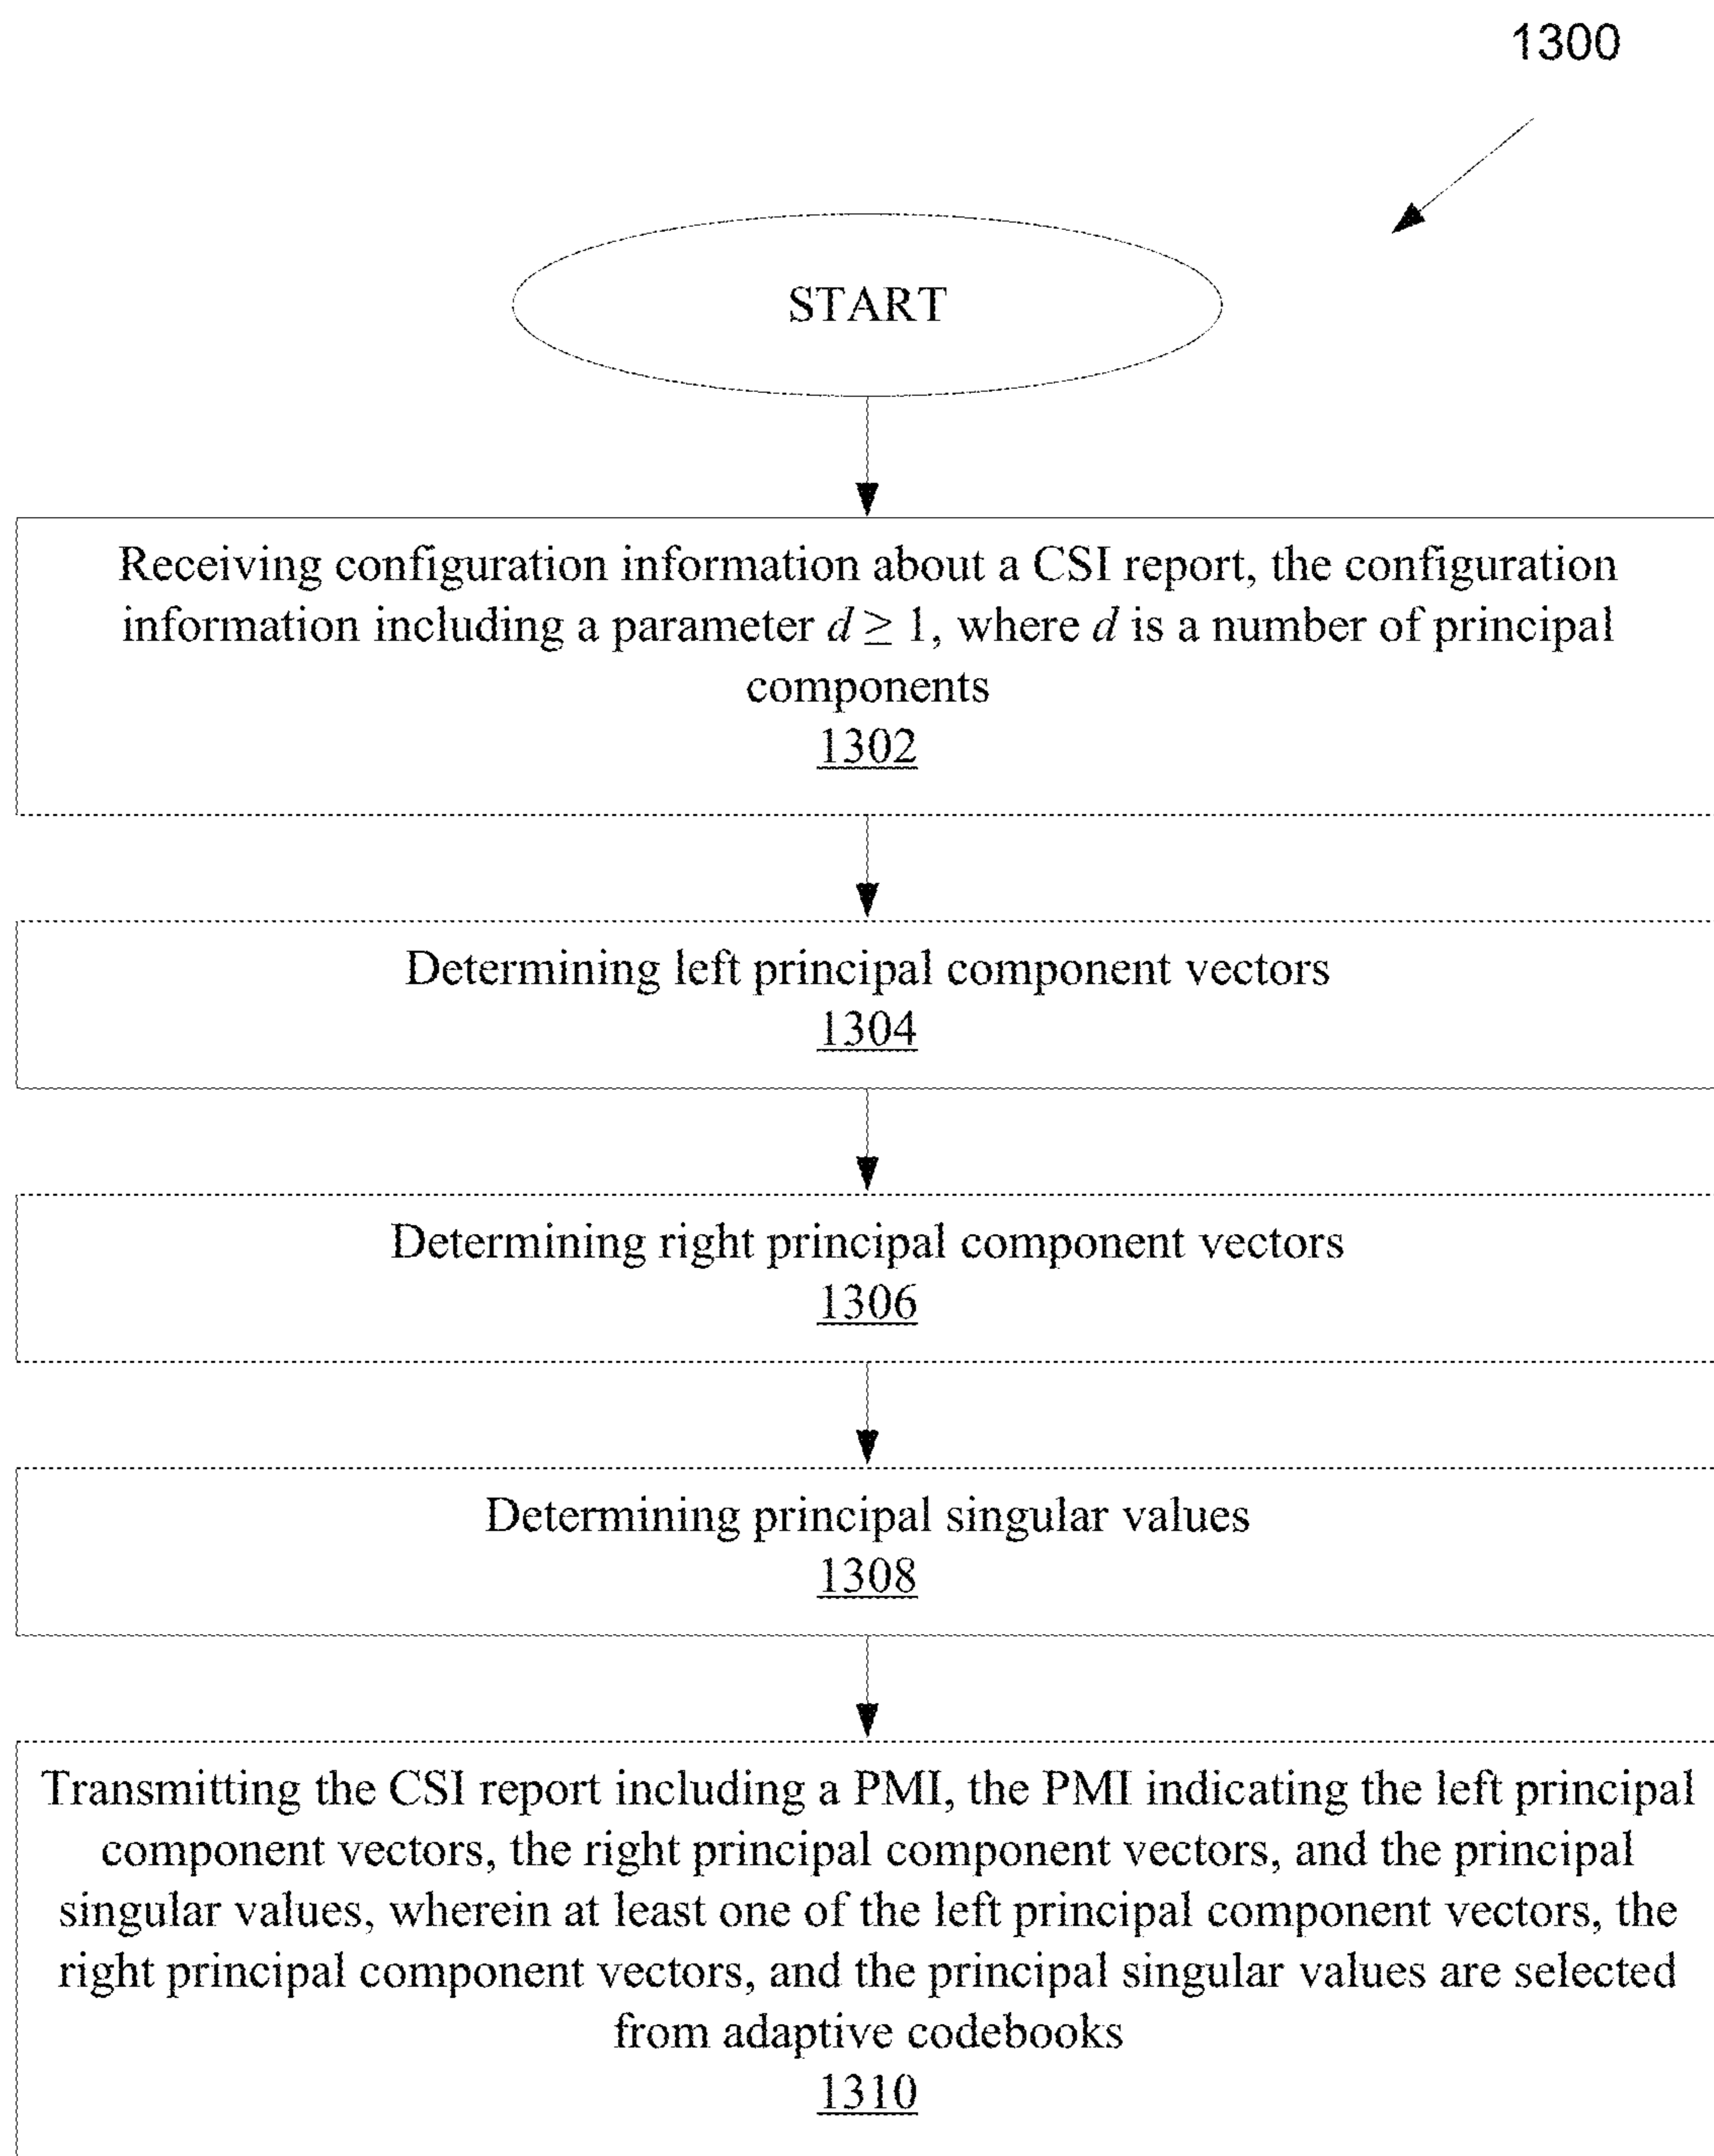 1300
START
Receiving configuration information about a CSI report, the configuration
information including a parameter d ≥ 1, where d is a number of principal
components
1302
Determining left principal component vectors
1304
Determining right principal component vectors
1306
Determining principal singular values
1308
Transmitting the CSI report including a PMI, the PMI indicating the left principal
component vectors, the right principal component vectors, and the principal
singular values, wherein at least one of the left principal component vectors, the
right principal component vectors, and the principal singular values are selected
from adaptive codebooks
1310